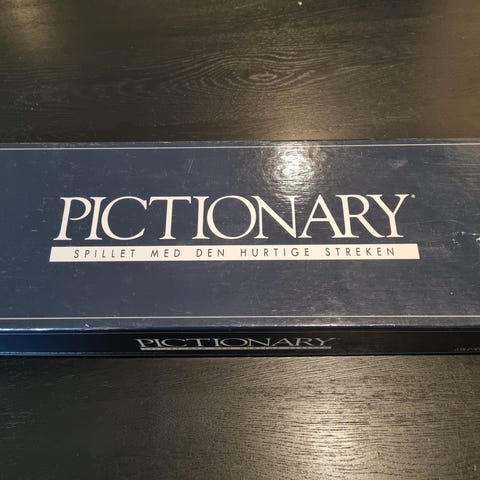 PICTIONARY®
SPILLET MED DEN HURTIGE STREKEN
PICTIONARY